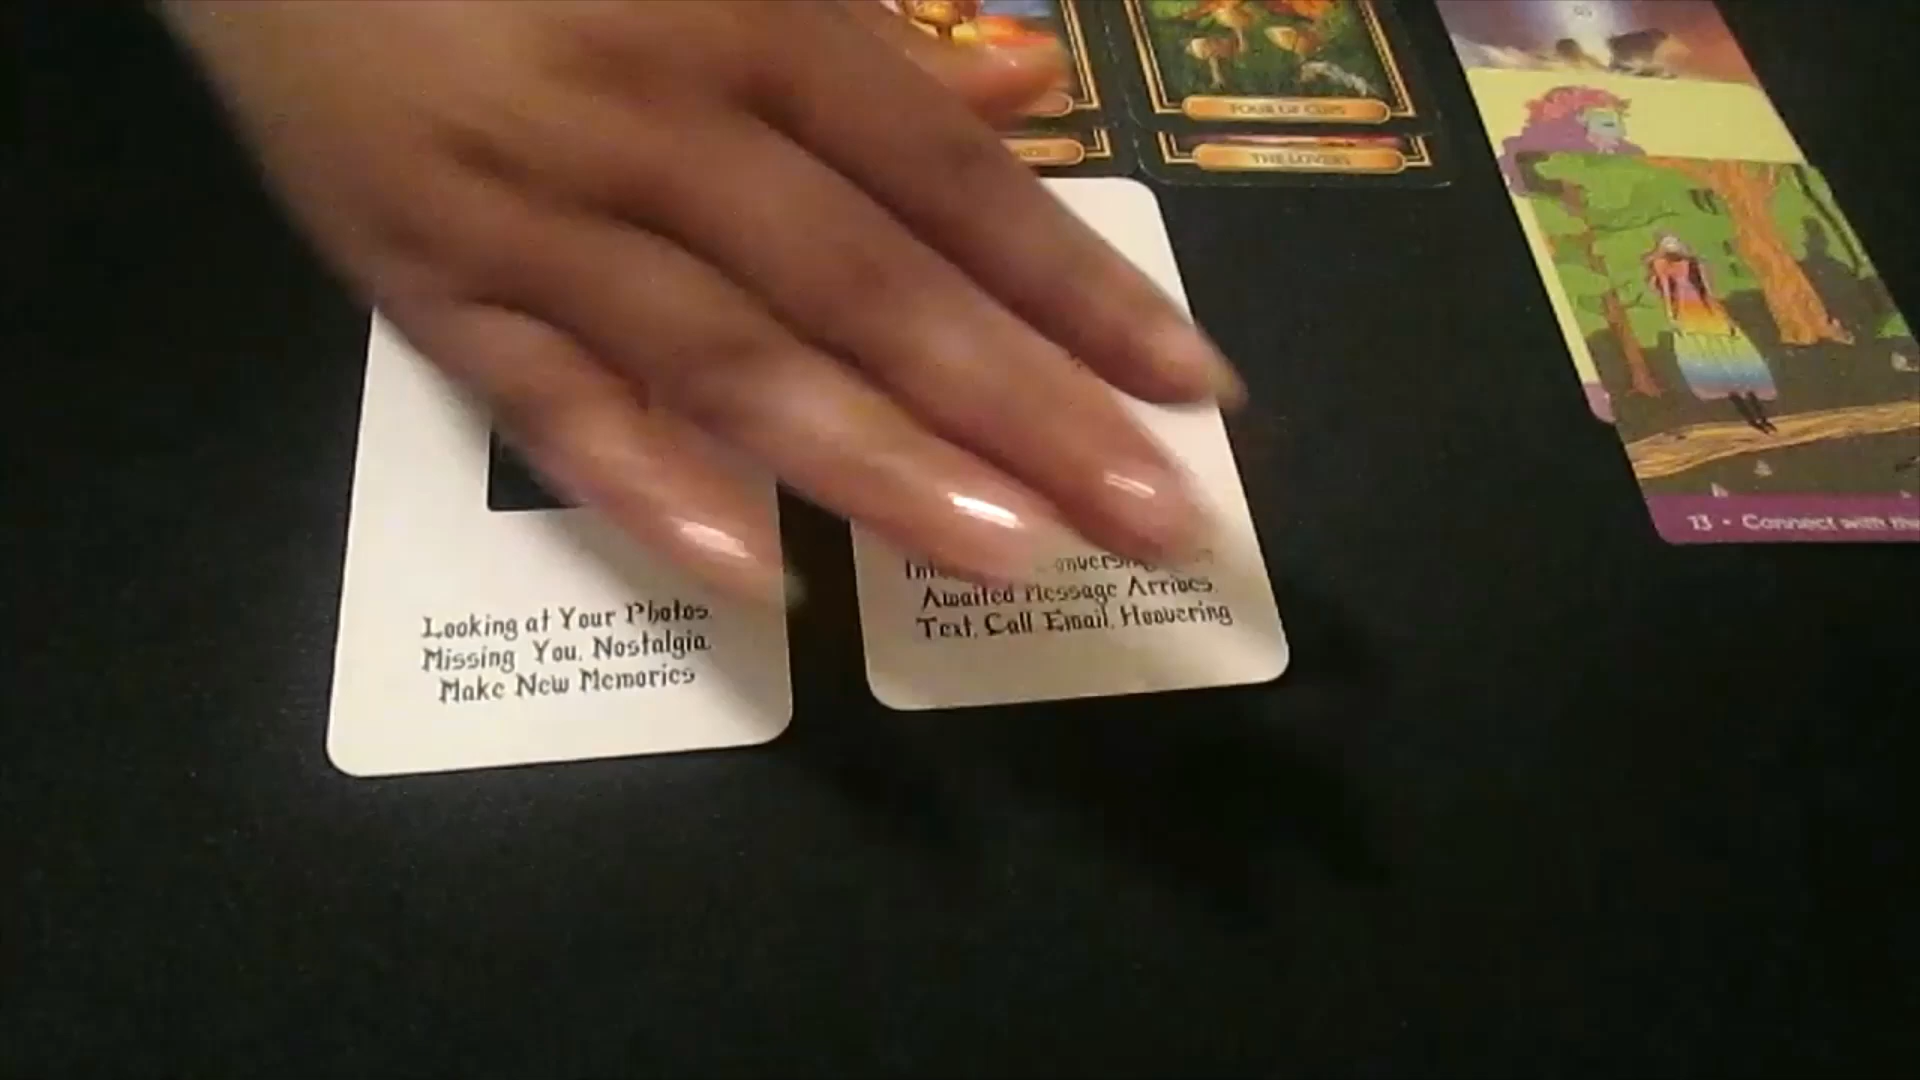 FOUR OF CUPS
THE LOVERS
13 • Connect with the
Looking at Your Photos.
Missing You. Nostalgia.
Make New Memories
Awaited Message Arrives.
Text. Call. Email. Hoovering